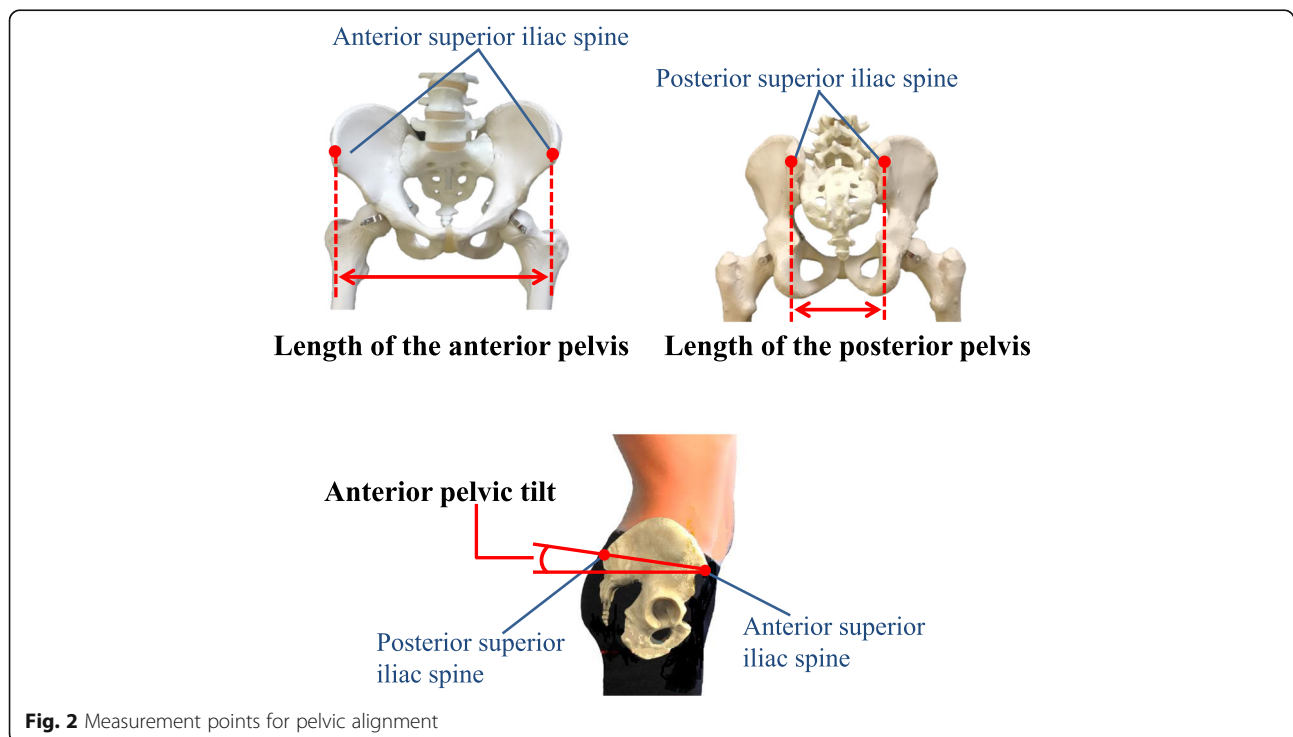 Anterior superior iliac spine
Posterior superior iliac spine
Length of the anterior pelvis
Length of the posterior pelvis
Anterior pelvic tilt
Posterior superior
iliac spine
Anterior superior
iliac spine
Fig. 2 Measurement points for pelvic alignment